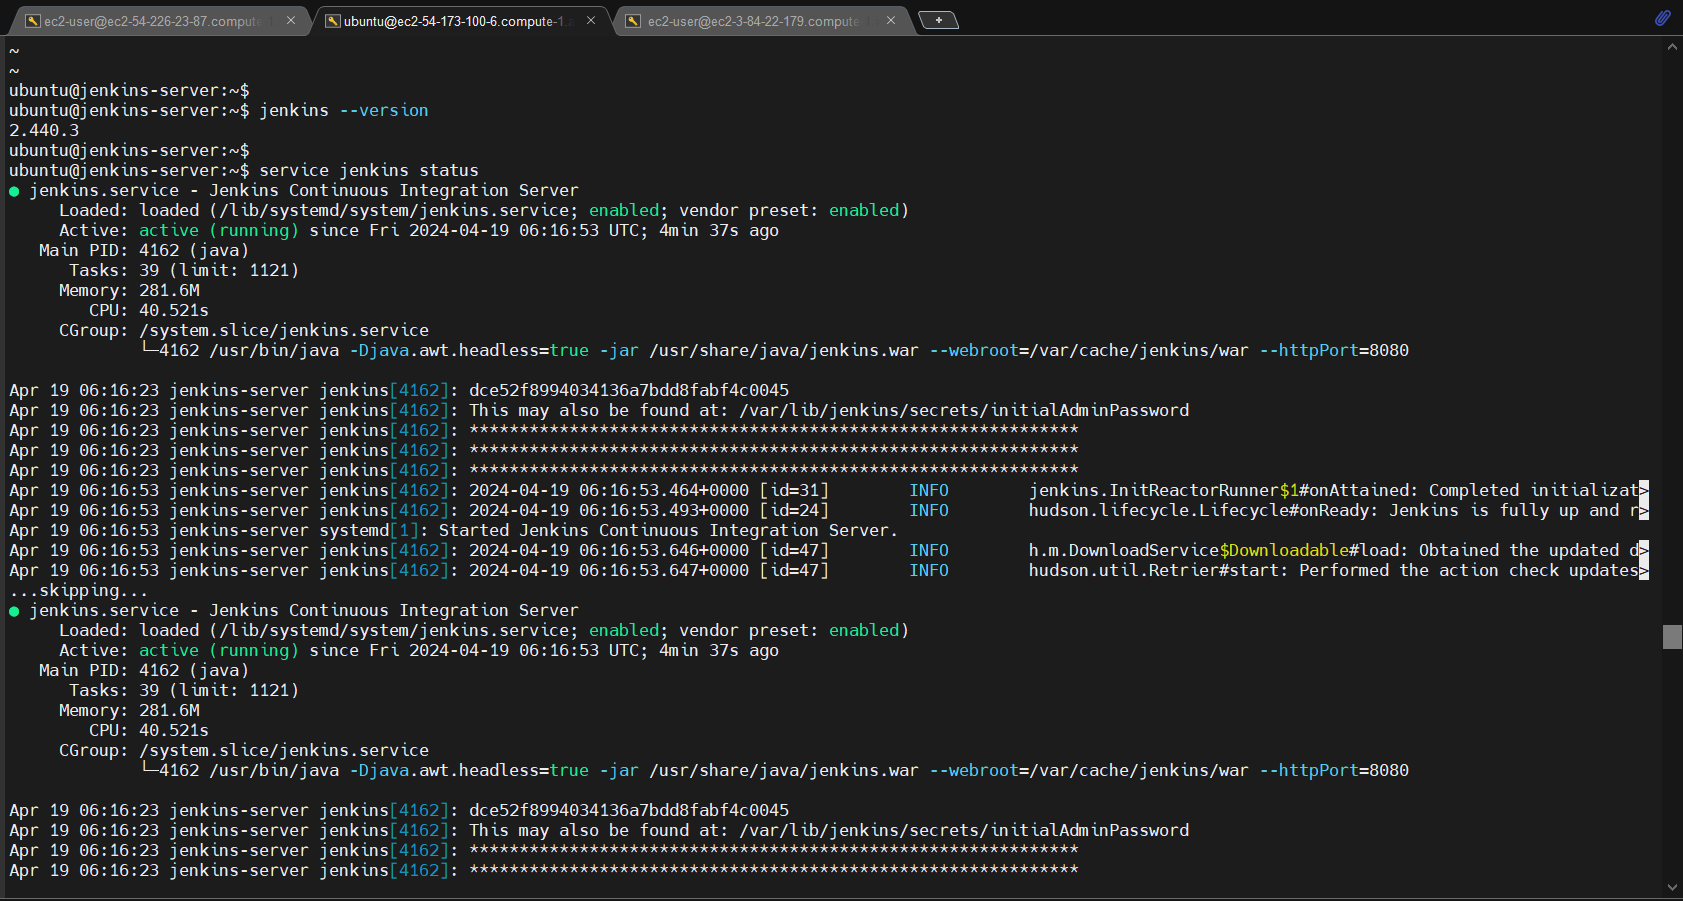 ec2-user@ec2-54-226-23-87.compute-
ubuntu@ec2-54-173-100-6.compute-1.
ec2-user@ec2-3-84-22-179.compute
~
~
ubuntu@jenkins-server:~$
ubuntu@jenkins-server:~$ jenkins --version
2.440.3
ubuntu@jenkins-server:~$
ubuntu@jenkins-server:~$ service jenkins status
● jenkins.service - Jenkins Continuous Integration Server
     Loaded: loaded (/lib/systemd/system/jenkins.service; enabled; vendor preset: enabled)
     Active: active (running) since Fri 2024-04-19 06:16:53 UTC; 4min 37s ago
   Main PID: 4162 (java)
      Tasks: 39 (limit: 1121)
     Memory: 281.6M
        CPU: 40.521s
     CGroup: /system.slice/jenkins.service
             └─4162 /usr/bin/java -Djava.awt.headless=true -jar /usr/share/java/jenkins.war --webroot=/var/cache/jenkins/war --httpPort=8080
Apr 19 06:16:23 jenkins-server jenkins[4162]: dce52f8994034136a7bdd8fabf4c0045
Apr 19 06:16:23 jenkins-server jenkins[4162]: This may also be found at: /var/lib/jenkins/secrets/initialAdminPassword
Apr 19 06:16:23 jenkins-server jenkins[4162]: *************************************************************
Apr 19 06:16:23 jenkins-server jenkins[4162]: *************************************************************
Apr 19 06:16:23 jenkins-server jenkins[4162]: *************************************************************
Apr 19 06:16:53 jenkins-server jenkins[4162]: 2024-04-19 06:16:53.464+0000 [id=31]        INFO        jenkins.InitReactorRunner$1#onAttained: Completed initializat>
Apr 19 06:16:53 jenkins-server jenkins[4162]: 2024-04-19 06:16:53.493+0000 [id=24]        INFO        hudson.lifecycle.Lifecycle#onReady: Jenkins is fully up and r>
Apr 19 06:16:53 jenkins-server systemd[1]: Started Jenkins Continuous Integration Server.
Apr 19 06:16:53 jenkins-server jenkins[4162]: 2024-04-19 06:16:53.646+0000 [id=47]        INFO        h.m.DownloadService$Downloadable#load: Obtained the updated d>
Apr 19 06:16:53 jenkins-server jenkins[4162]: 2024-04-19 06:16:53.647+0000 [id=47]        INFO        hudson.util.Retrier#start: Performed the action check updates>
...skipping...
● jenkins.service - Jenkins Continuous Integration Server
     Loaded: loaded (/lib/systemd/system/jenkins.service; enabled; vendor preset: enabled)
     Active: active (running) since Fri 2024-04-19 06:16:53 UTC; 4min 37s ago
   Main PID: 4162 (java)
      Tasks: 39 (limit: 1121)
     Memory: 281.6M
        CPU: 40.521s
     CGroup: /system.slice/jenkins.service
             └─4162 /usr/bin/java -Djava.awt.headless=true -jar /usr/share/java/jenkins.war --webroot=/var/cache/jenkins/war --httpPort=8080
Apr 19 06:16:23 jenkins-server jenkins[4162]: dce52f8994034136a7bdd8fabf4c0045
Apr 19 06:16:23 jenkins-server jenkins[4162]: This may also be found at: /var/lib/jenkins/secrets/initialAdminPassword
Apr 19 06:16:23 jenkins-server jenkins[4162]: *************************************************************
Apr 19 06:16:23 jenkins-server jenkins[4162]: *************************************************************